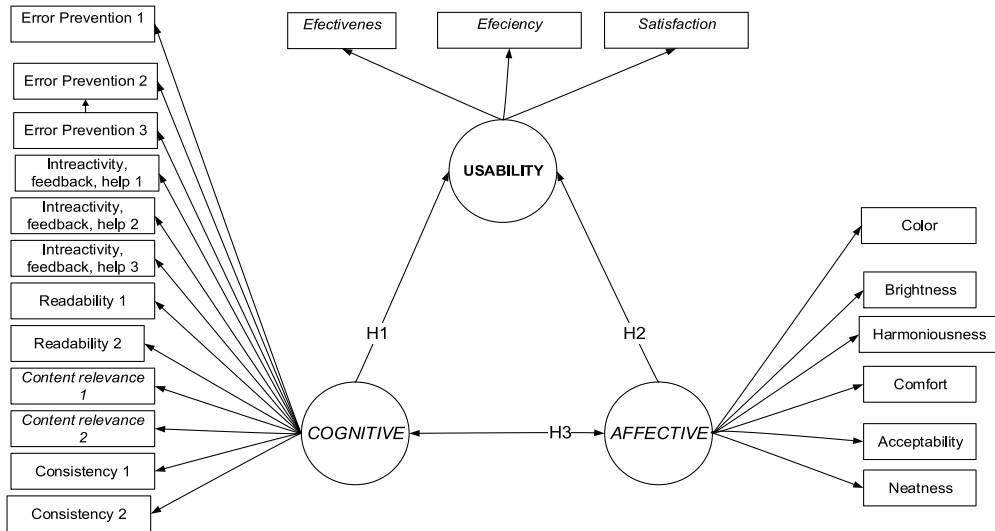 Error Prevention 1
Error Prevention 2
Error Prevention 3
Intreactivity,
feedback, help 1
Intreactivity,
feedback, help 2
Intreactivity,
feedback, help 3
Readability 1
Readability 2
Content relevance
1
Content relevance
2
Consistency 1
Consistency 2
Efectivenes
Efeciency
Satisfaction
USABILITY
H1
H2
COGNITIVE
H3
AFFECTIVE
Color
Brightness
Harmoniousness
Comfort
Acceptability
Neatness